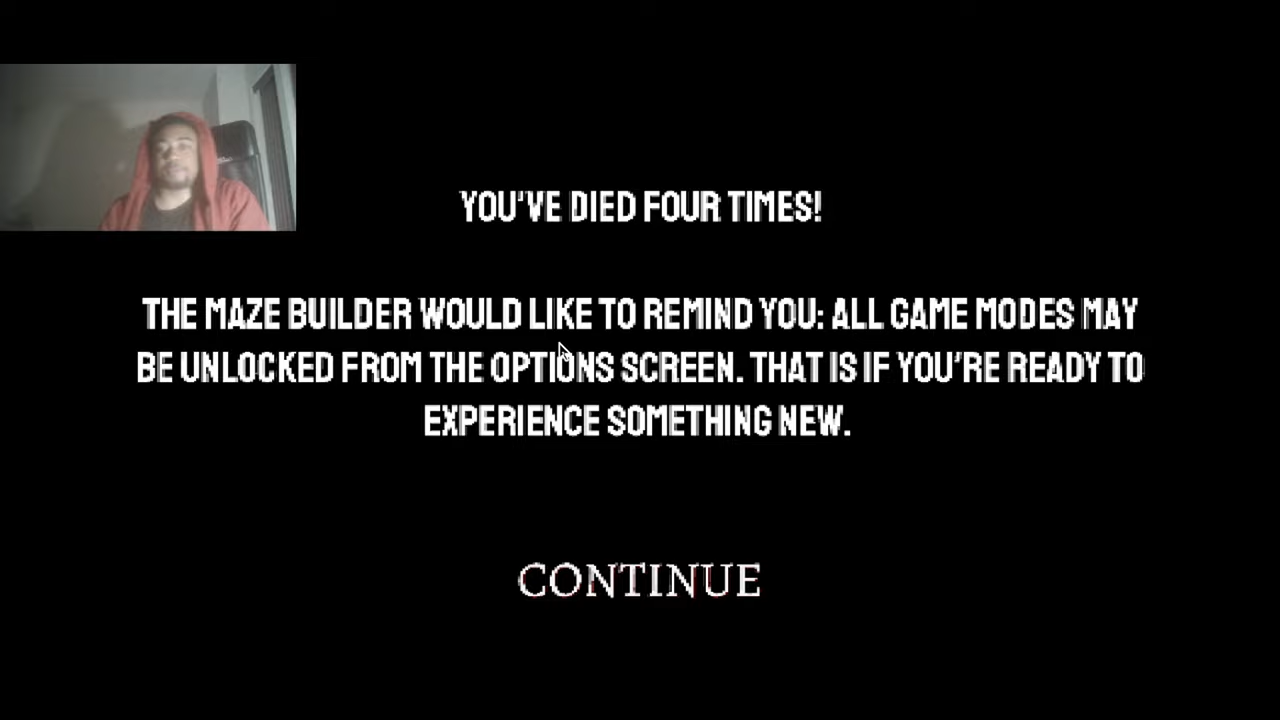 YOU'VE DIED FOUR TIMES!
THE MAZE BUILDER WOULD LIKE TO REMIND YOU: ALL GAME MODES MAY
BE UNLOCKED FROM THE OPTIONS SCREEN. THAT IS IF YOU'RE READY TO
EXPERIENCE SOMETHING NEW.
CONTINUE